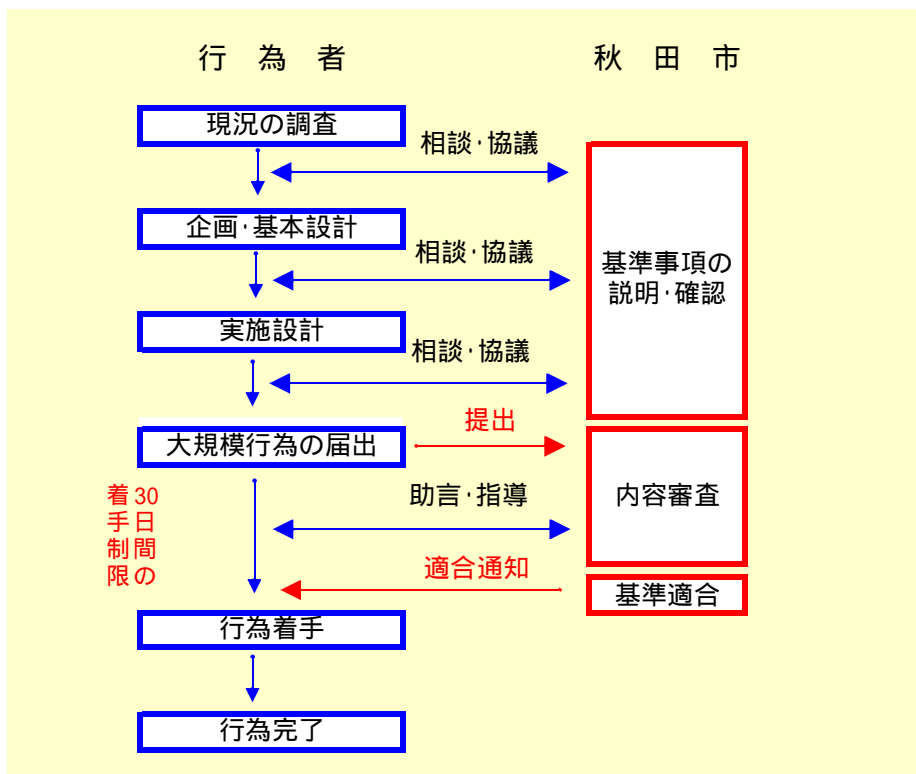 行為者
秋田市
現況の調査
相談･協議
企画･基本設計
相談･協議
基準事項の
説明･確認
実施設計
相談･協議
大規模行為の届出
提出
30日間の
着手制限
助言･指導
内容審査
適合通知
基準適合
行為着手
行為完了